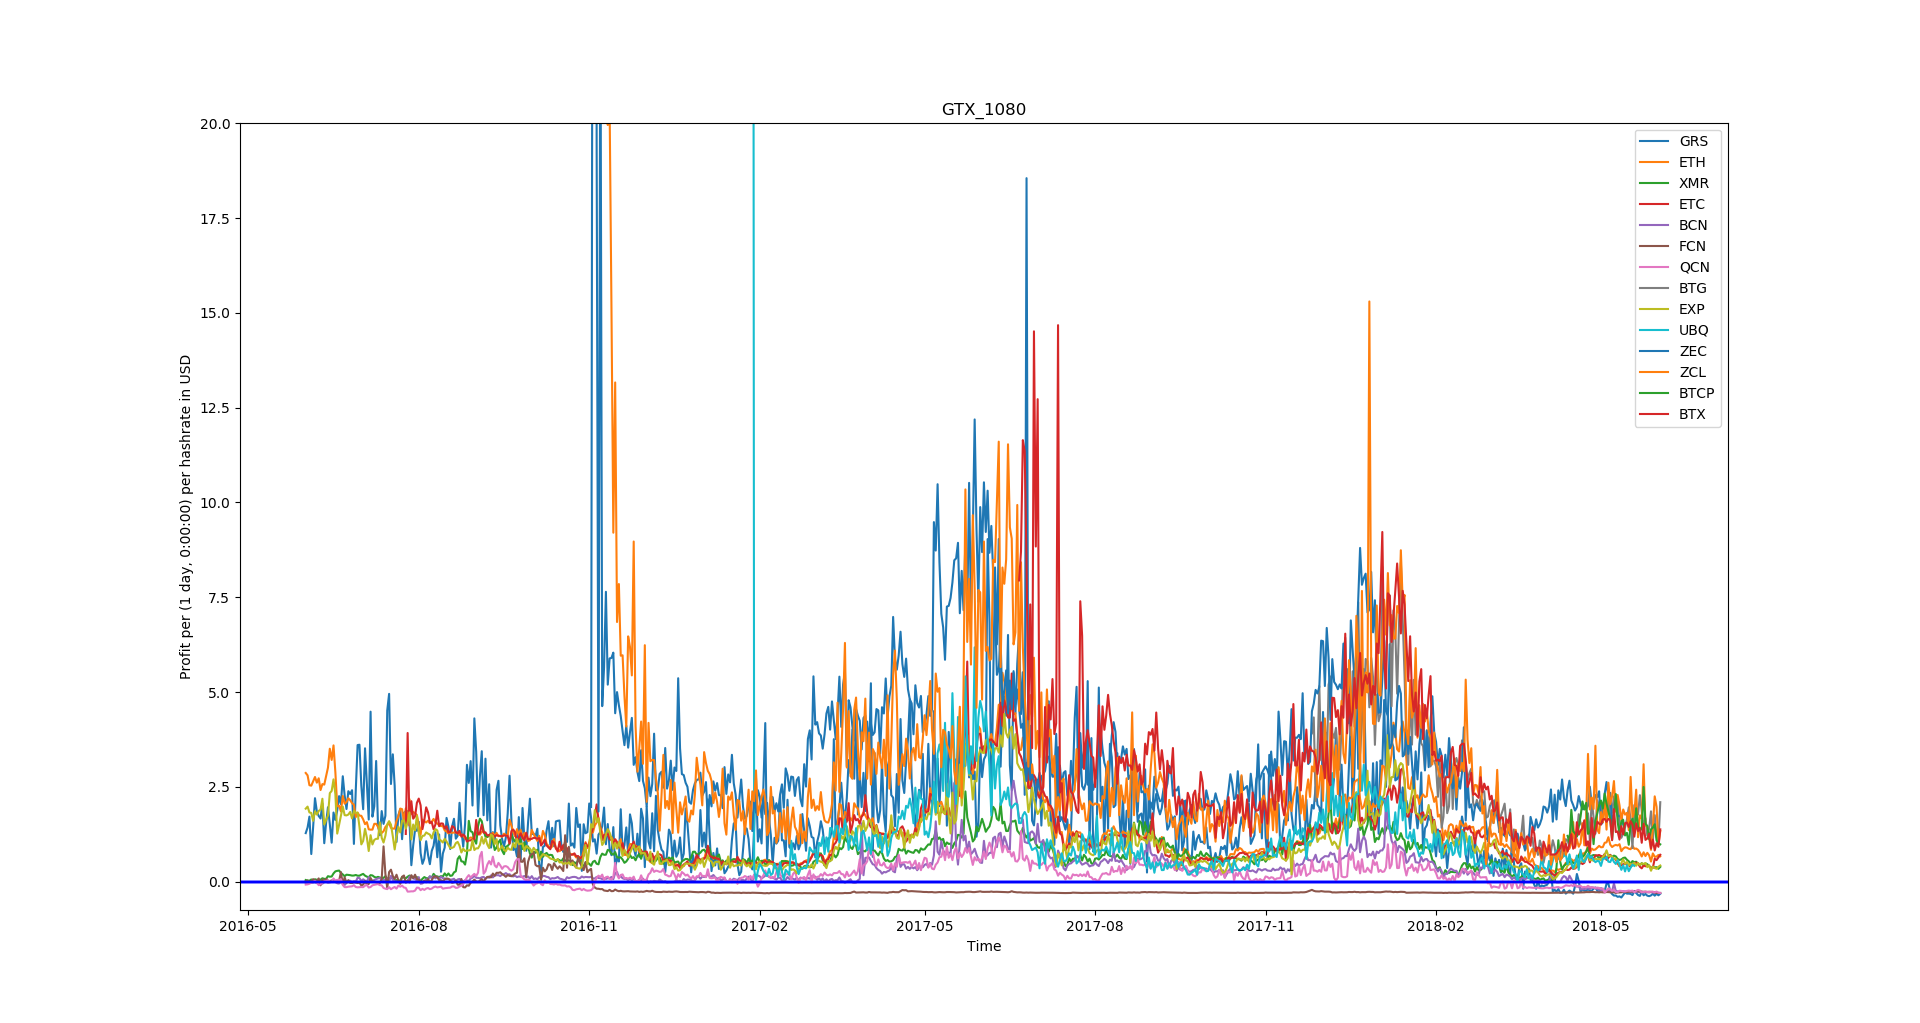 GTX_1080
20.0
17.5
15.0
12.5
10.0
7.5
5.0
2.5
0.0
Profit per (1 day, 0:00:00) per hashrate in USD
2016-05 2016-08 2016-11 2017-02 2017-05 2017-08 2017-11 2018-02 2018-05
Time
GRS
ETH
XMR
ETC
BCN
FCN
QCN
BTG
EXP
UBQ
ZEC
ZCL
BTCP
BTX